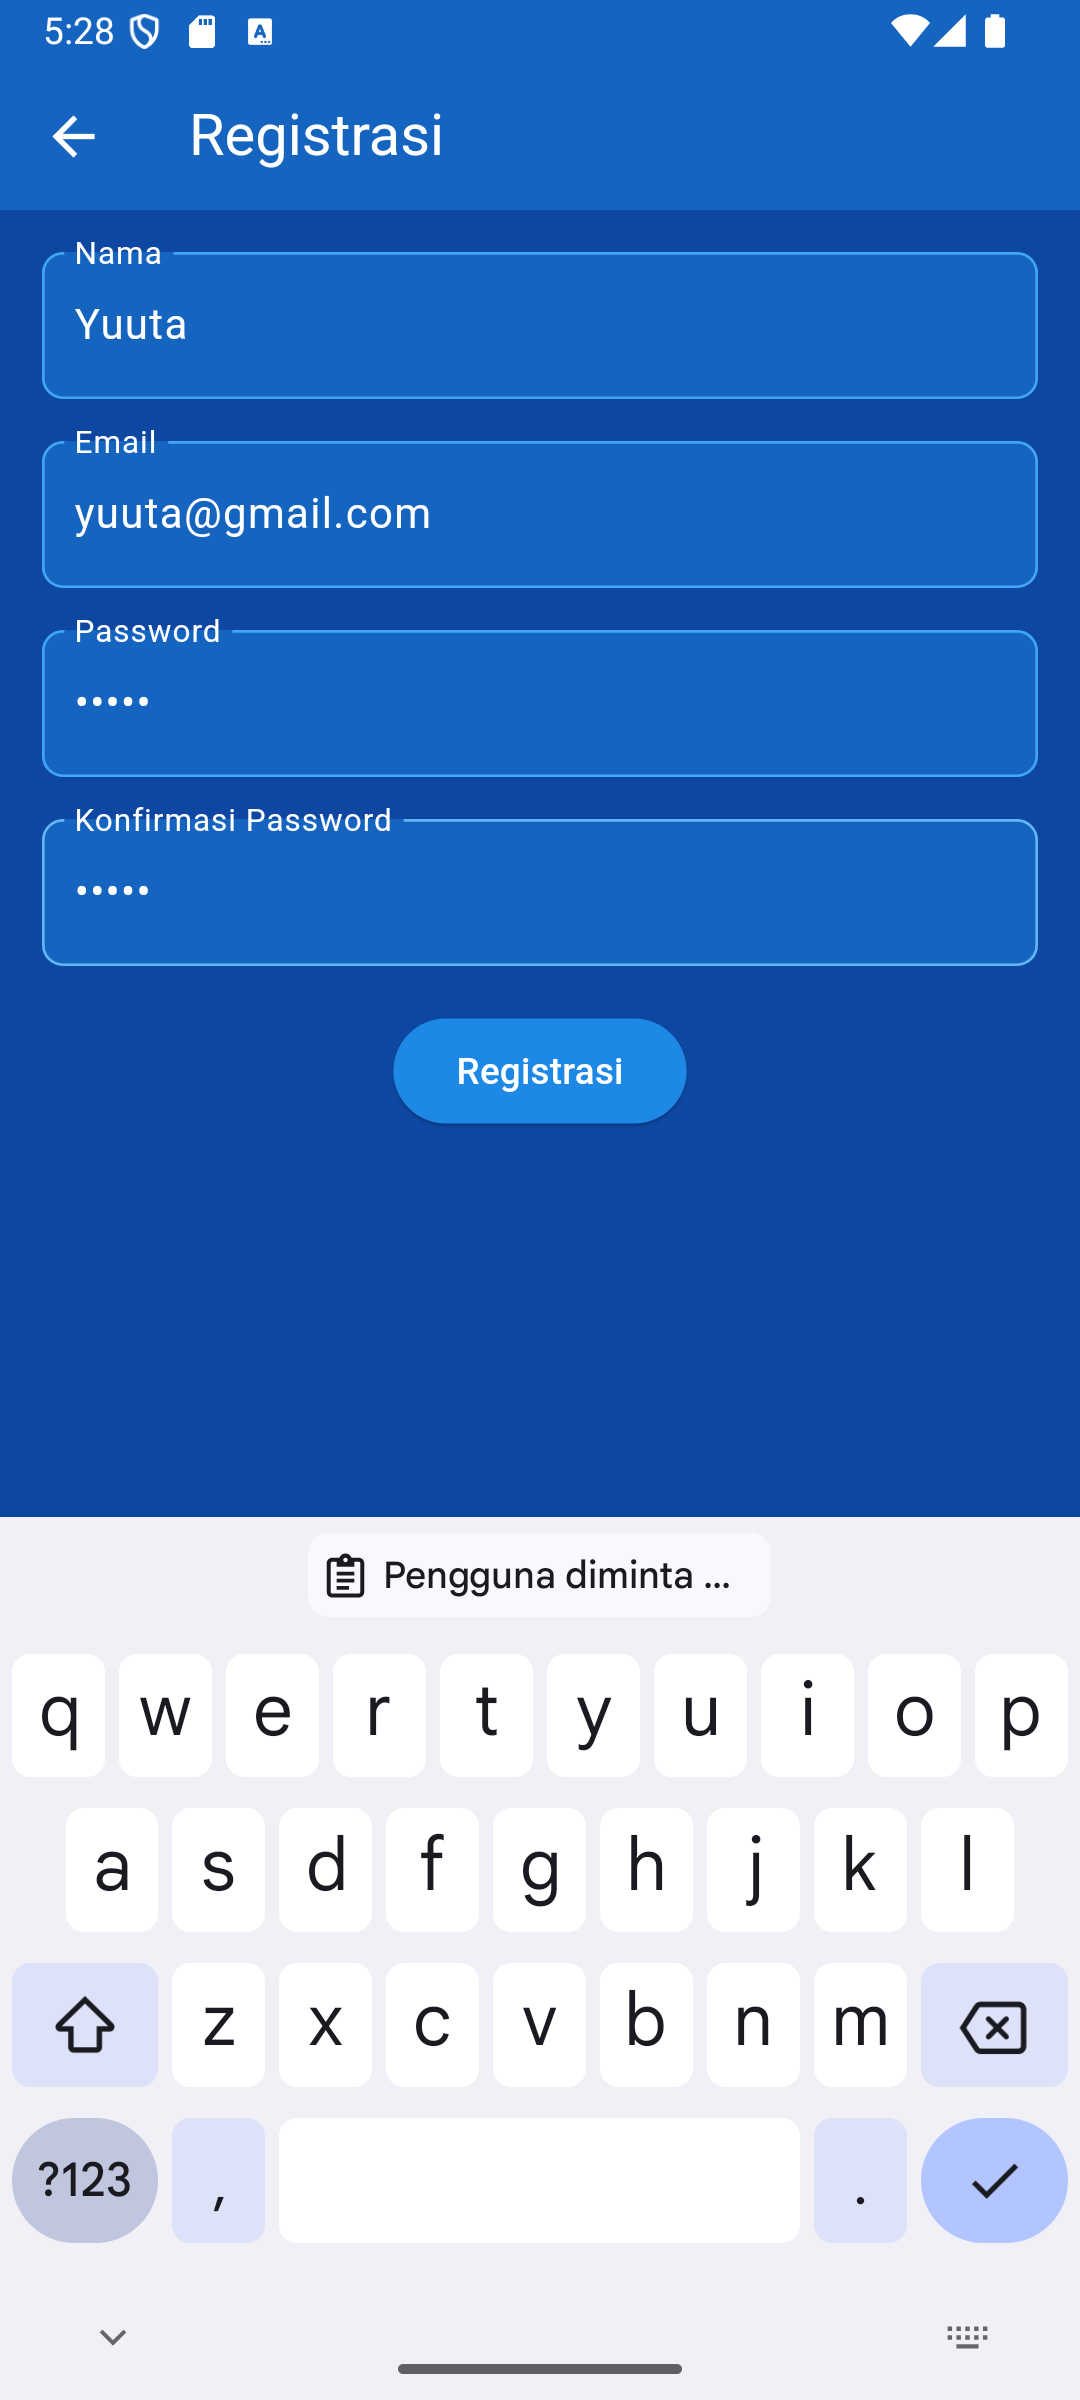 5:28
Registrasi
Nama
Yuuta
Email
yuuta@gmail.com
Password
•••••
Konfirmasi Password
•••••
Registrasi
Pengguna diminta ...
q w e r t y u i o p
a s d f g h j k l
z x c v b n m
?123 , .